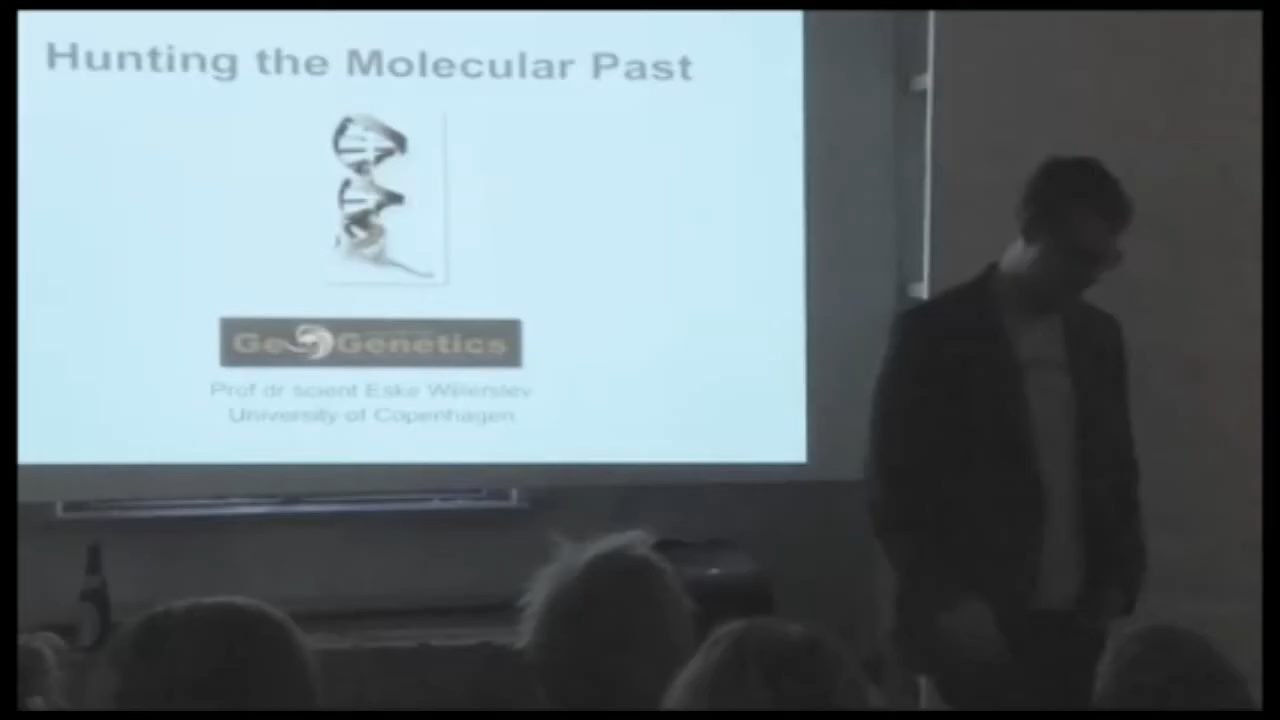 Hunting the Molecular Past
GeoGenetics
Prof dr scient Eske Willerslev
University of Copenhagen